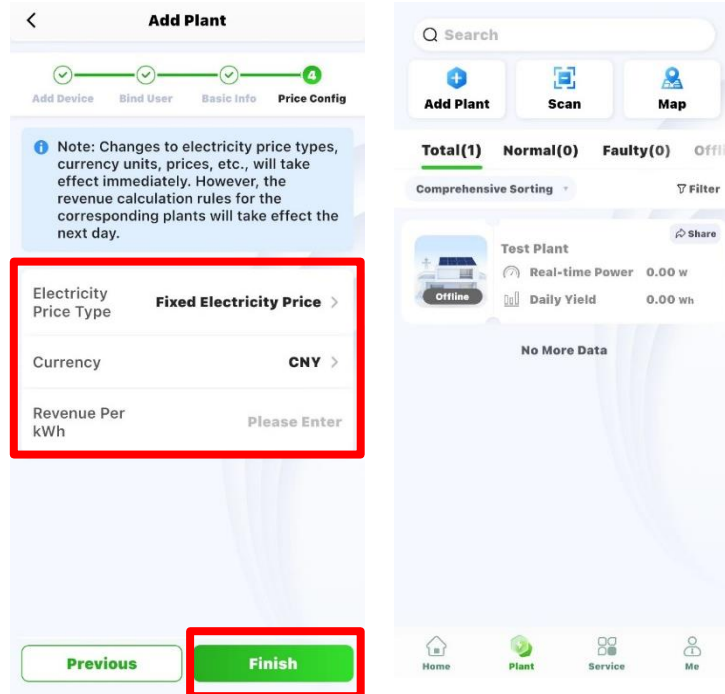 Add Plant
4
Add Device Bind User Basic Info Price Config
Note: Changes to electricity price types,
currency units, prices, etc., will take
effect immediately. However, the
revenue calculation rules for the
corresponding plants will take effect the
next day.
Electricity
Price Type
Fixed Electricity Price
Currency
CNY
Revenue Per
kWh
Please Enter
Previous
Finish
Search
Add Plant Scan Map
Total(1) Normal(0) Faulty(0) Offli
Comprehensive Sorting
Filter
Share
Test Plant
Real-time Power 0.00 W
Offline
Daily Yield 0.00 Wh
No More Data
Home Plant Service Me